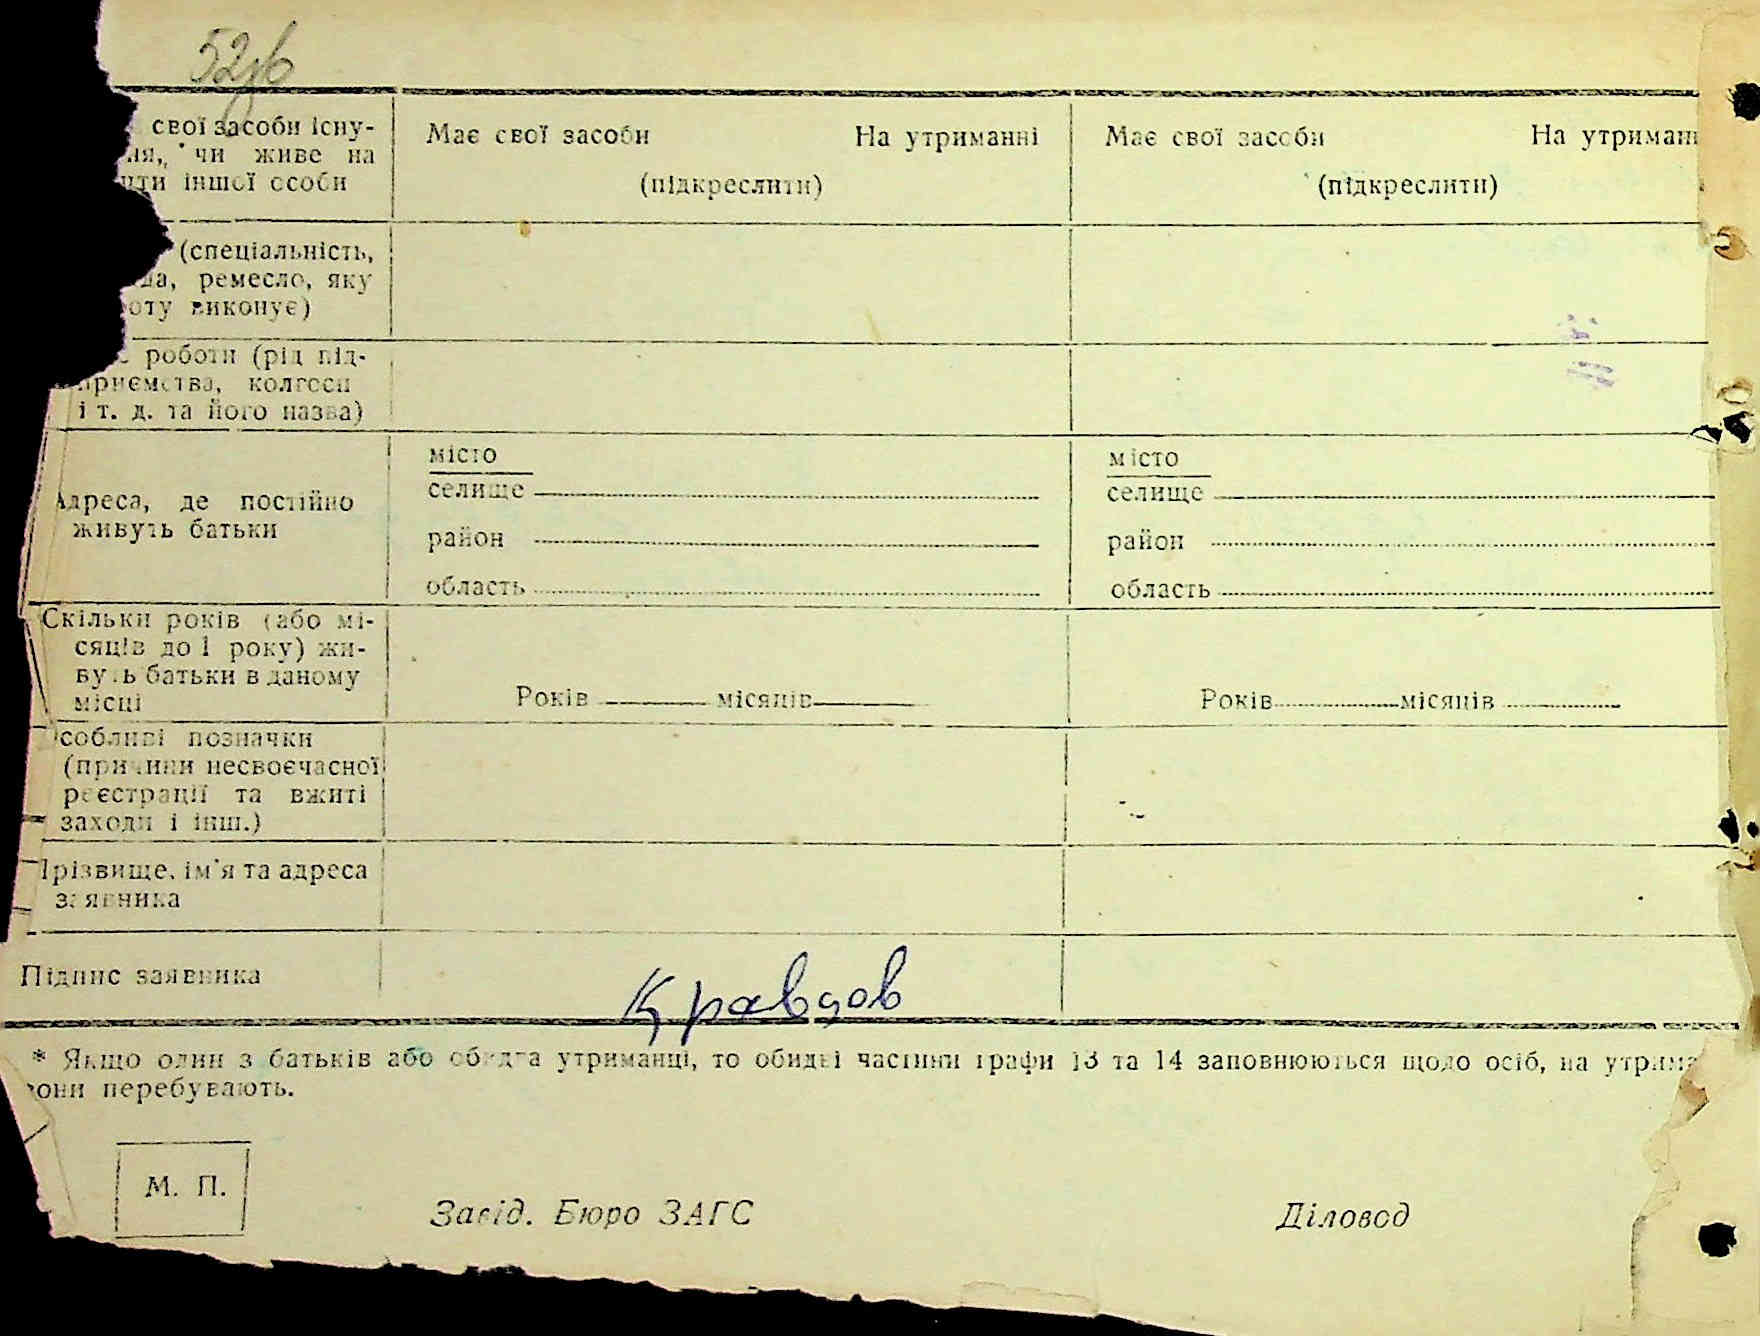 свої засоби існу-
чи живе на
іншої особи
Має свої засоби На утриманні
(підкреслити)
Має свої засоби На утриман
(підкреслити)
(спеціальність,
ремесло, яку
виконує)
роботи (рід під-
приємства, колгосп
і т. д. та його назва)
Адреса, де постійно
живуть батьки
місто
селище
район
область
місто
селище
район
область
Скільки років (або мі-
сяців до 1 року) жи-
вуть батьки в даному
місці
Років місяців
Років місяців
собливі позначки
(причини несвоєчасної
реєстрації та вжиті
заходи і інш.)
Прізвище, ім'я та адреса
заявника
Підпис заявника
Кравцов
* Якщо один з батьків або обидва утриманці, то обидві частини графи 13 та 14 заповнюються щодо осіб, на утрима
вони перебувають.
М. П.
Завід. Бюро ЗАГС
Діловод